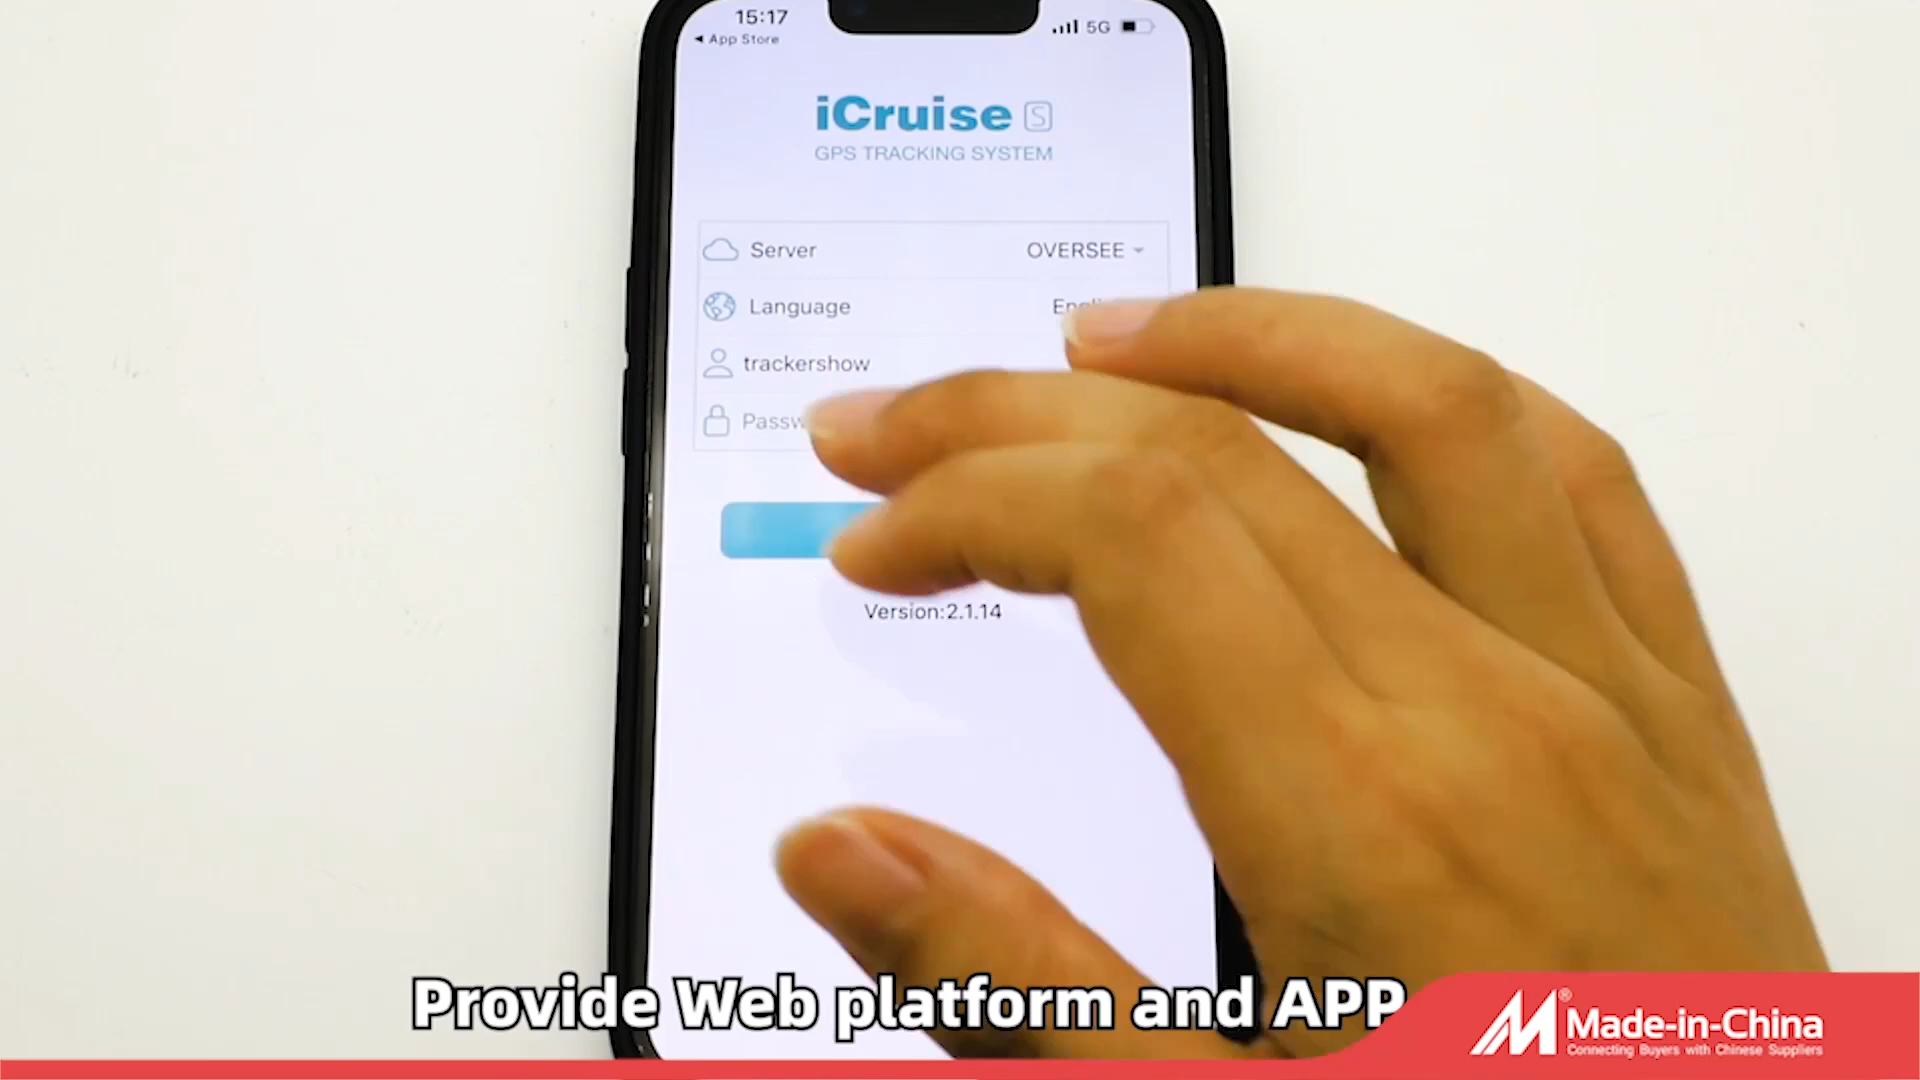 15:17
App Store
5G
iCruise S
GPS TRACKING SYSTEM
Server OVERSEE
Language
trackershow
Version:2.1.14
Provide Web platform and APP
Made-in-China
Connecting Buyers with Chinese Suppliers